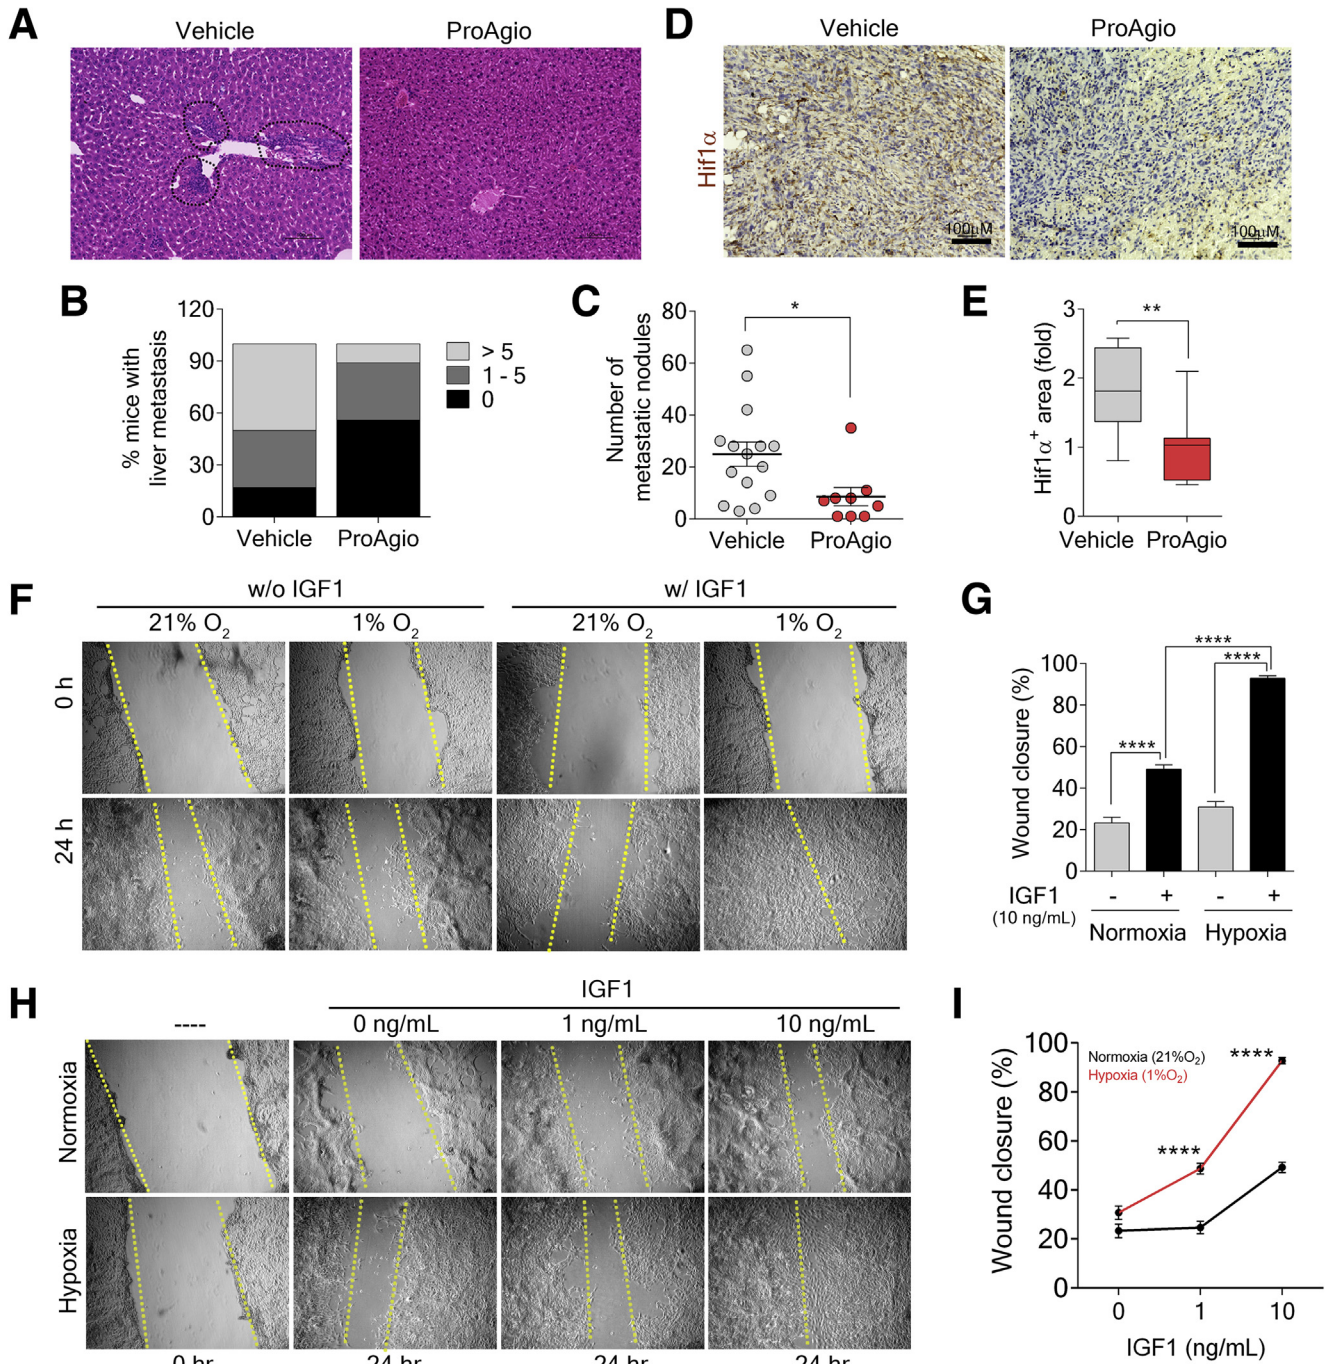 A
Vehicle
ProAgio
D
Vehicle
ProAgio
Hif1α
100µM
100µM
B
% mice with
liver metastasis
120
90
60
30
0
Vehicle
ProAgio
> 5
1 - 5
0
C
Number of
metastatic nodules
80
60
40
20
0
*
Vehicle
ProAgio
E
Hif1α+ area (fold)
3
2
1
0
**
Vehicle
ProAgio
F
w/o IGF1
w/ IGF1
21% O2
1% O2
21% O2
1% O2
0 h
24 h
G
Wound closure (%)
100
80
60
40
20
0
****
****
****
****
IGF1
(10 ng/mL)
- + - +
Normoxia
Hypoxia
H
IGF1
----
0 ng/mL
1 ng/mL
10 ng/mL
Normoxia
Hypoxia
0 hr
24 hr
24 hr
24 hr
I
Wound closure (%)
100
80
60
40
20
0
Normoxia (21%O2)
Hypoxia (1%O2)
****
****
0
1
10
IGF1 (ng/mL)